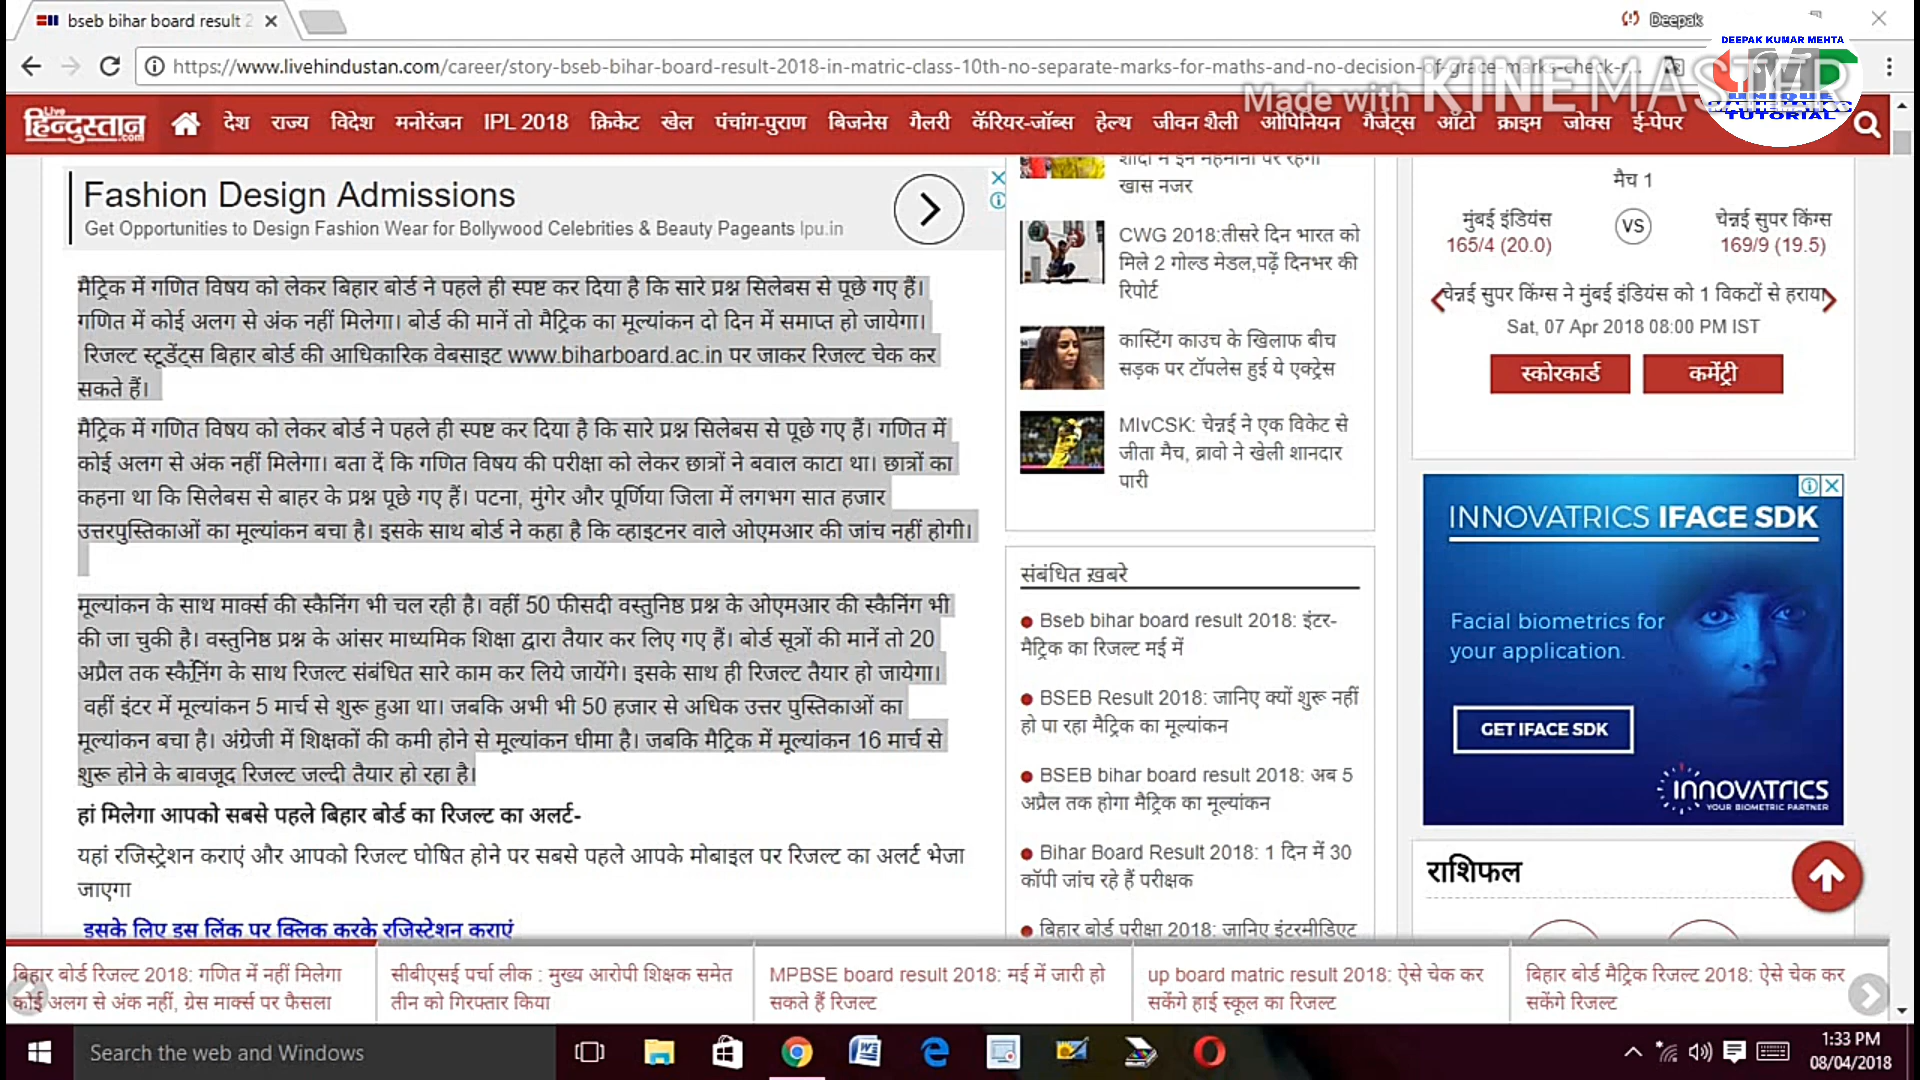 bseb bihar board result 2
Deepak
DEEPAK KUMAR MEHTA
https://www.livehindustan.com/career/story-bseb-bihar-board-result-2018-in-matric-class-10th-no-separate-marks-for-maths-and-no-decision-of-grace-marks-check-r...
Made with KINEMASTER
UNIQUE
MATHEMATICS
TUTORIAL
Live
हिन्दुस्तान
.com
देश राज्य विदेश मनोरंजन IPL 2018 क्रिकेट खेल पंचांग-पुराण बिजनेस गैलरी कॅरियर-जॉब्स हेल्थ जीवन शैली ओपिनियन गैजेट्स ऑटो क्राइम जोक्स ई-पेपर
Fashion Design Admissions
Get Opportunities to Design Fashion Wear for Bollywood Celebrities & Beauty Pageants lpu.in
मैट्रिक में गणित विषय को लेकर बिहार बोर्ड ने पहले ही स्पष्ट कर दिया है कि सारे प्रश्न सिलेबस से पूछे गए हैं।
गणित में कोई अलग से अंक नहीं मिलेगा। बोर्ड की मानें तो मैट्रिक का मूल्यांकन दो दिन में समाप्त हो जायेगा।
रिजल्ट स्टूडेंट्स बिहार बोर्ड की आधिकारिक वेबसाइट www.biharboard.ac.in पर जाकर रिजल्ट चेक कर
सकते हैं।
मैट्रिक में गणित विषय को लेकर बोर्ड ने पहले ही स्पष्ट कर दिया है कि सारे प्रश्न सिलेबस से पूछे गए हैं। गणित में
कोई अलग से अंक नहीं मिलेगा। बता दें कि गणित विषय की परीक्षा को लेकर छात्रों ने बवाल काटा था। छात्रों का
कहना था कि सिलेबस से बाहर के प्रश्न पूछे गए हैं। पटना, मुंगेर और पूर्णिया जिला में लगभग सात हजार
उत्तरपुस्तिकाओं का मूल्यांकन बचा है। इसके साथ बोर्ड ने कहा है कि व्हाइटनर वाले ओएमआर की जांच नहीं होगी।
मूल्यांकन के साथ मार्क्स की स्कैनिंग भी चल रही है। वहीं 50 फीसदी वस्तुनिष्ठ प्रश्न के ओएमआर की स्कैनिंग भी
की जा चुकी है। वस्तुनिष्ठ प्रश्न के आंसर माध्यमिक शिक्षा द्वारा तैयार कर लिए गए हैं। बोर्ड सूत्रों की मानें तो 20
अप्रैल तक स्कैनिंग के साथ रिजल्ट संबंधित सारे काम कर लिये जायेंगे। इसके साथ ही रिजल्ट तैयार हो जायेगा।
वहीं इंटर में मूल्यांकन 5 मार्च से शुरू हुआ था। जबकि अभी भी 50 हजार से अधिक उत्तर पुस्तिकाओं का
मूल्यांकन बचा है। अंग्रेजी में शिक्षकों की कमी होने से मूल्यांकन धीमा है। जबकि मैट्रिक में मूल्यांकन 16 मार्च से
शुरू होने के बावजूद रिजल्ट जल्दी तैयार हो रहा है।
हां मिलेगा आपको सबसे पहले बिहार बोर्ड का रिजल्ट का अलर्ट-
यहां रजिस्ट्रेशन कराएं और आपको रिजल्ट घोषित होने पर सबसे पहले आपके मोबाइल पर रिजल्ट का अलर्ट भेजा
जाएगा
इसके लिए इस लिंक पर क्लिक करके रजिस्टेशन कराएं
शादी में इन मेहमानों पर रहेगी
खास नजर
CWG 2018:तीसरे दिन भारत को
मिले 2 गोल्ड मेडल,पढ़ें दिनभर की
रिपोर्ट
कास्टिंग काउच के खिलाफ बीच
सड़क पर टॉपलेस हुई ये एक्ट्रेस
MIvCSK: चेन्नई ने एक विकेट से
जीता मैच, ब्रावो ने खेली शानदार
पारी
संबंधित ख़बरे
Bseb bihar board result 2018: इंटर-
मैट्रिक का रिजल्ट मई में
BSEB Result 2018: जानिए क्यों शुरू नहीं
हो पा रहा मैट्रिक का मूल्यांकन
BSEB bihar board result 2018: अब 5
अप्रैल तक होगा मैट्रिक का मूल्यांकन
Bihar Board Result 2018: 1 दिन में 30
कॉपी जांच रहे हैं परीक्षक
बिहार बोर्ड परीक्षा 2018: जानिए इंटरमीडिएट
मैच 1
मुंबई इंडियंस VS चेन्नई सुपर किंग्स
165/4 (20.0) 169/9 (19.5)
चेन्नई सुपर किंग्स ने मुंबई इंडियंस को 1 विकटों से हराया
Sat, 07 Apr 2018 08:00 PM IST
स्कोरकार्ड कमेंट्री
INNOVATRICS IFACE SDK
Facial biometrics for
your application.
GET IFACE SDK
INNOVATRICS
YOUR BIOMETRIC PARTNER
राशिफल
बिहार बोर्ड रिजल्ट 2018: गणित में नहीं मिलेगा
कोई अलग से अंक नहीं, ग्रेस मार्क्स पर फैसला
सीबीएसई पर्चा लीक : मुख्य आरोपी शिक्षक समेत
तीन को गिरफ्तार किया
MPBSE board result 2018: मई में जारी हो
सकते हैं रिजल्ट
up board matric result 2018: ऐसे चेक कर
सकेंगे हाई स्कूल का रिजल्ट
बिहार बोर्ड मैट्रिक रिजल्ट 2018: ऐसे चेक कर
सकेंगे रिजल्ट
Search the web and Windows
1:33 PM
08/04/2018